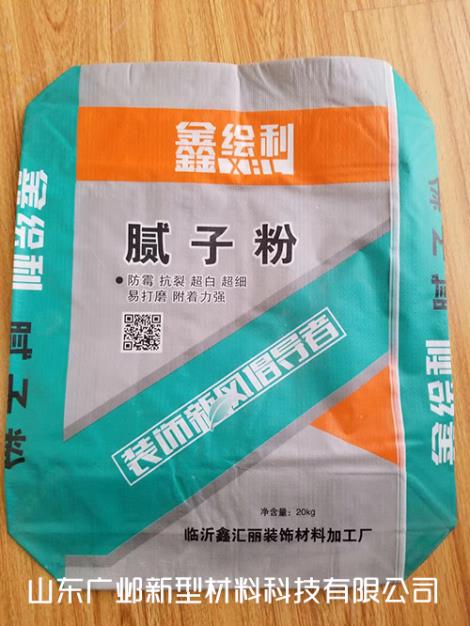 鑫绘利
腻子粉
●防霉 抗裂 超白 超细
易打磨 附着力强
装饰新风倡导者
净含量：20kg
临沂鑫汇丽装饰材料加工厂
鑫绘利 腻子粉
鑫绘利 腻子粉
山东广邺新型材料科技有限公司